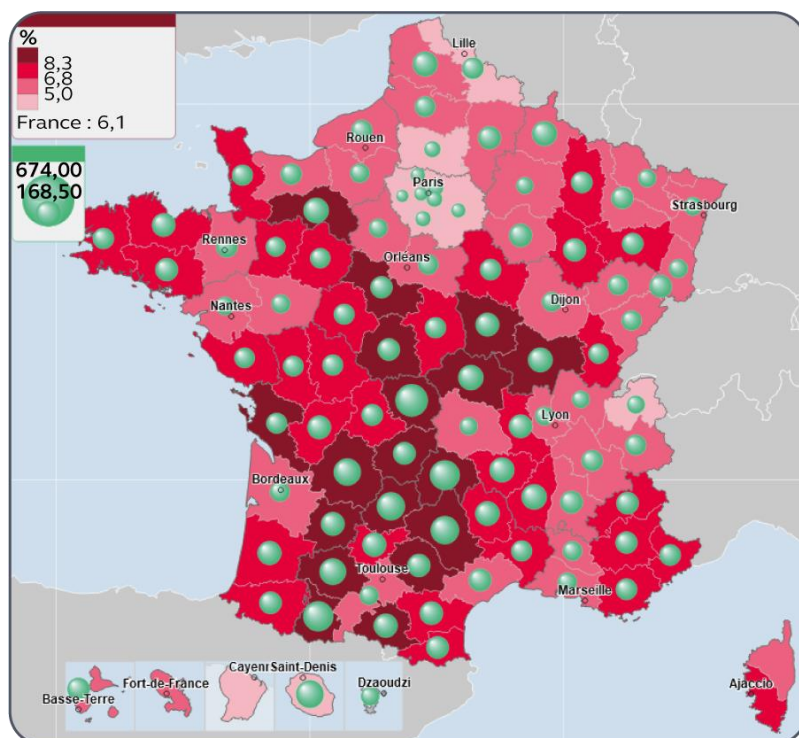 %
8,3
6,8
5,0
France : 6,1
674,00
168,50
Lille
Rouen
Paris
Strasbourg
Rennes
Orléans
Nantes
Dijon
Lyon
Bordeaux
Toulouse
Marseille
Ajaccio
Basse-Terre
Fort-de-France
Cayenr
Saint-Denis
Dzaoudzi